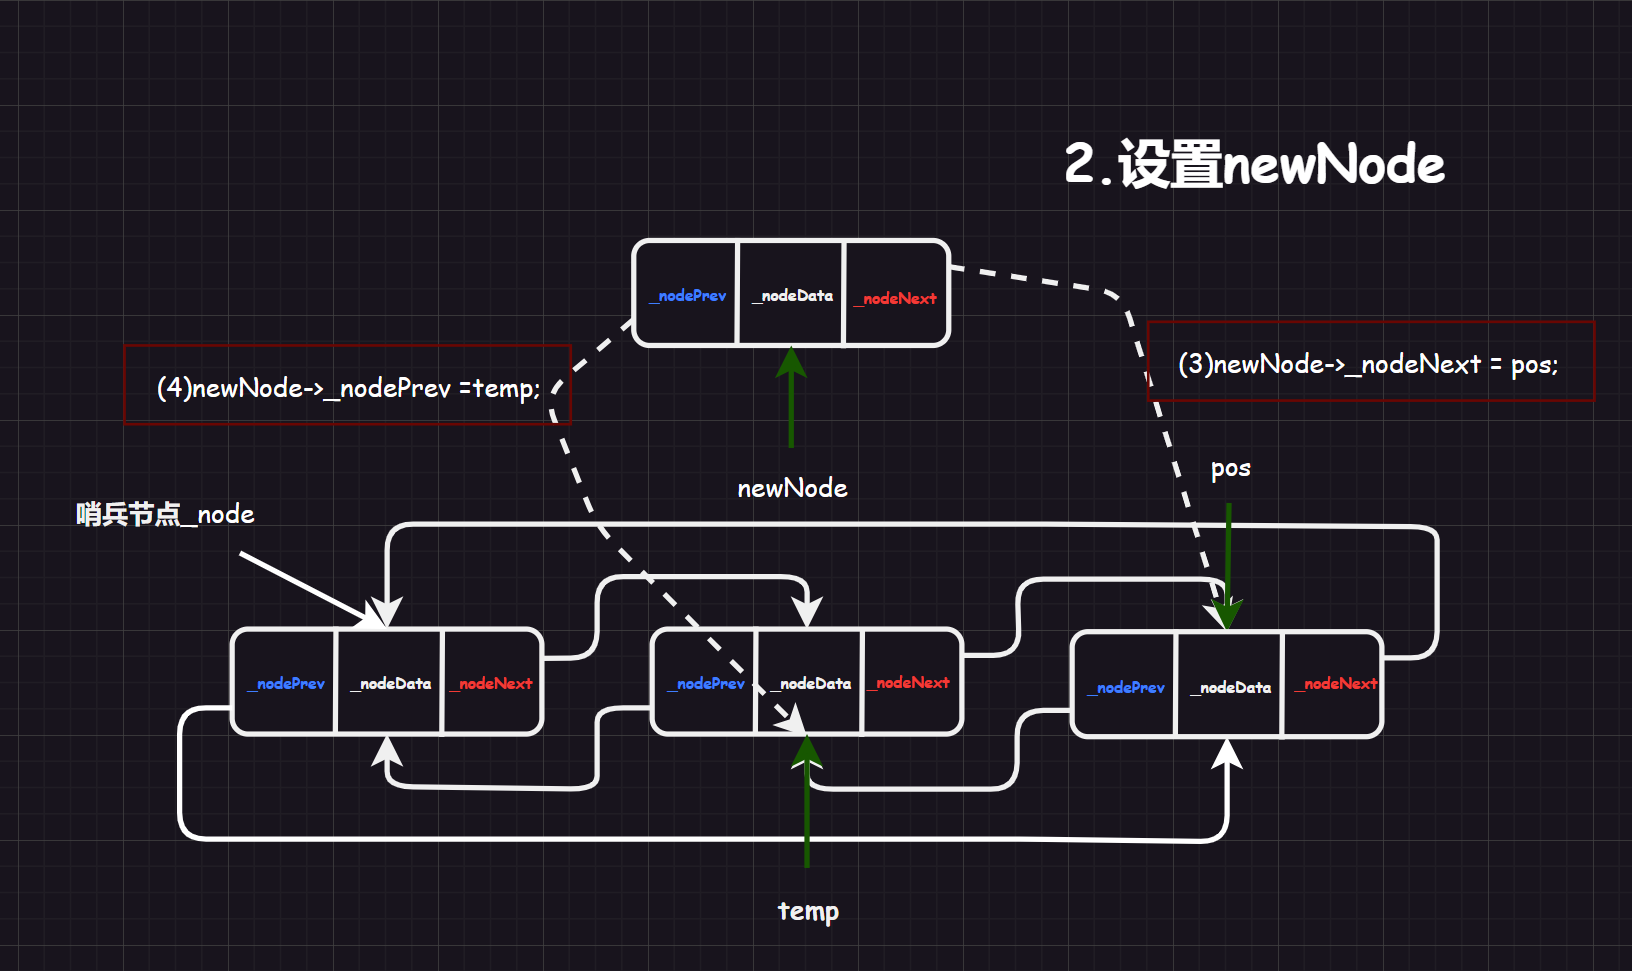 2.设置newNode
_nodePrev
_nodeData
_nodeNext
(3)newNode->_nodeNext = pos;
(4)newNode->_nodePrev =temp;
pos
newNode
哨兵节点_node
_nodePrev
_nodeData
_nodeNext
_nodePrev
_nodeData
_nodeNext
_nodePrev
_nodeData
_nodeNext
temp